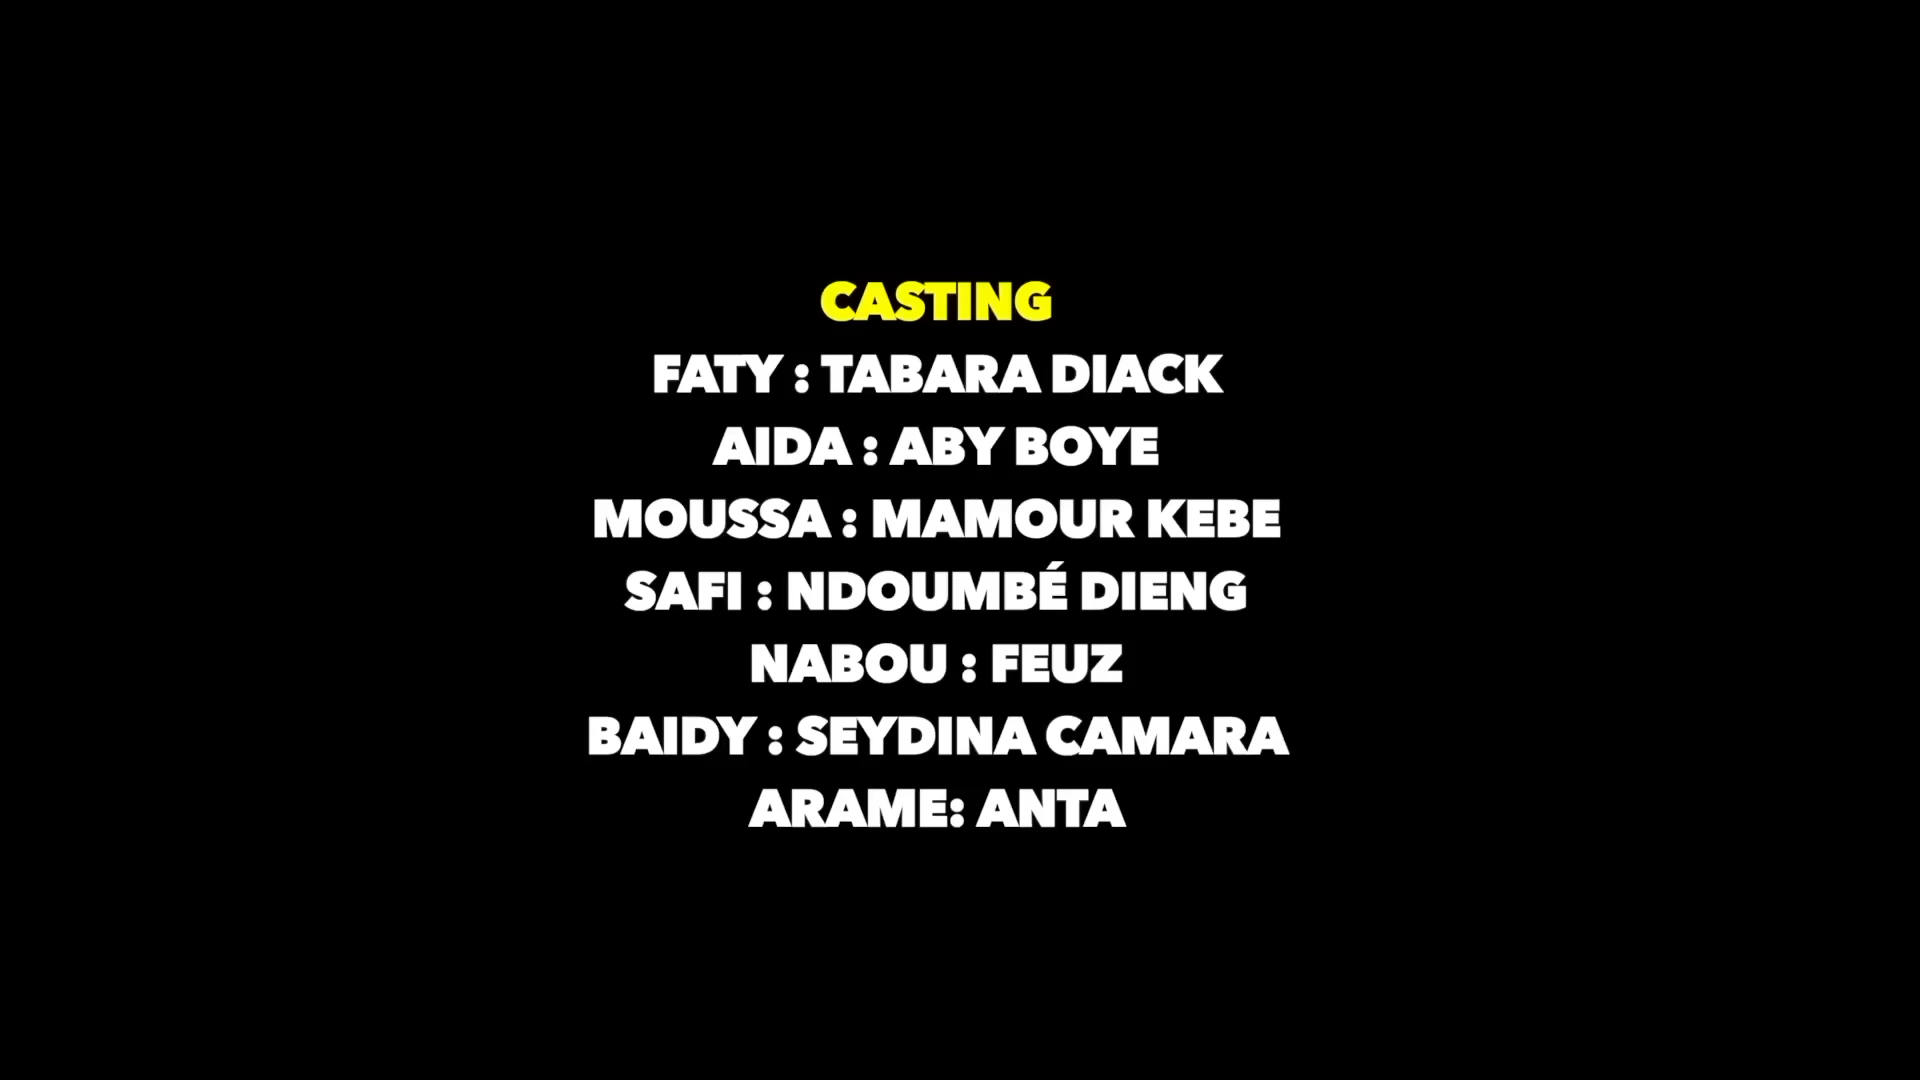 CASTING
FATY : TABARA DIACK
AIDA : ABY BOYE
MOUSSA : MAMOUR KEBE
SAFI : NDOUMBÉ DIENG
NABOU : FEUZ
BAIDY : SEYDINA CAMARA
ARAME: ANTA